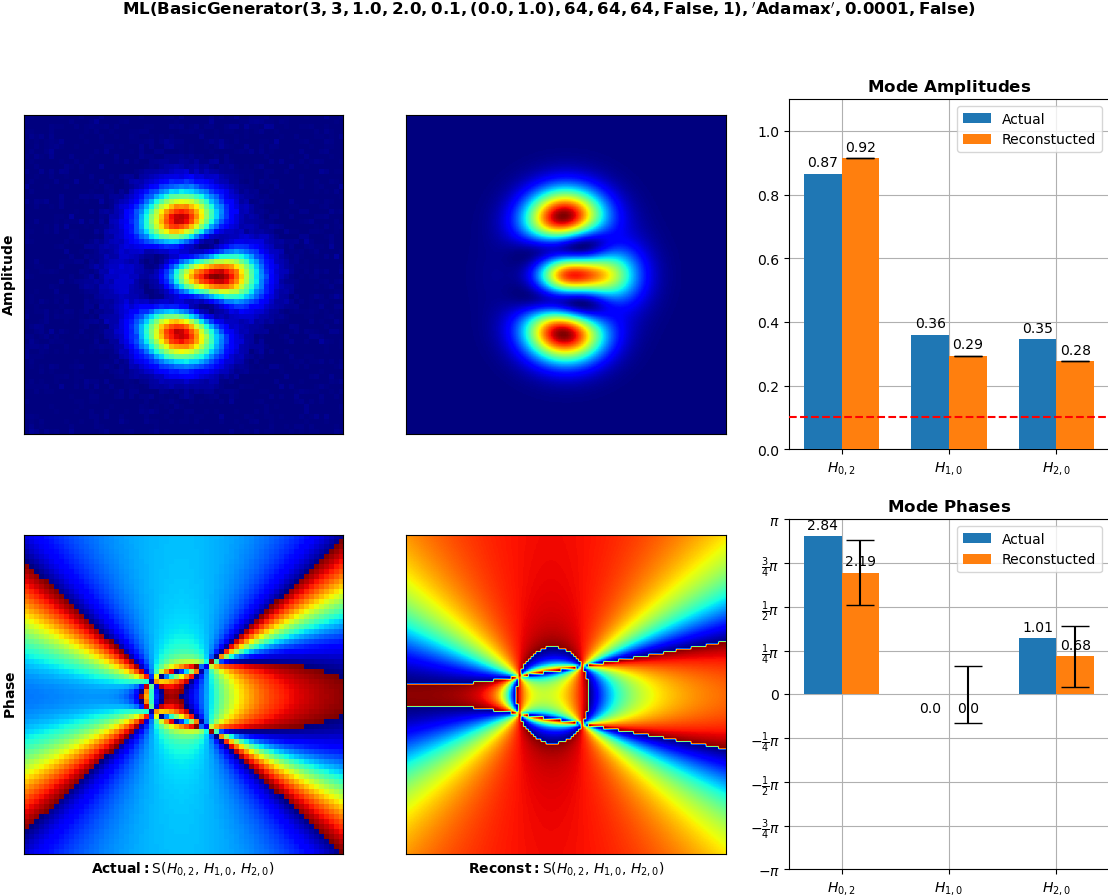 ML(BasicGenerator(3, 3, 1.0, 2.0, 0.1, (0.0, 1.0), 64, 64, 64, False, 1), ′Adamax′, 0.0001, False)
Amplitude
Mode Amplitudes
Actual
Reconstucted
1.0
0.8
0.6
0.4
0.2
0.0
0.87
0.92
0.36
0.29
0.35
0.28
H0, 2
H1, 0
H2, 0
Phase
Actual: S(H0, 2, H1, 0, H2, 0)
Reconst: S(H0, 2, H1, 0, H2, 0)
Mode Phases
Actual
Reconstucted
π
3/4π
1/2π
1/4π
0
−1/4π
−1/2π
−3/4π
−π
2.84
2.19
0.0
0.0
1.01
0.68
H0, 2
H1, 0
H2, 0